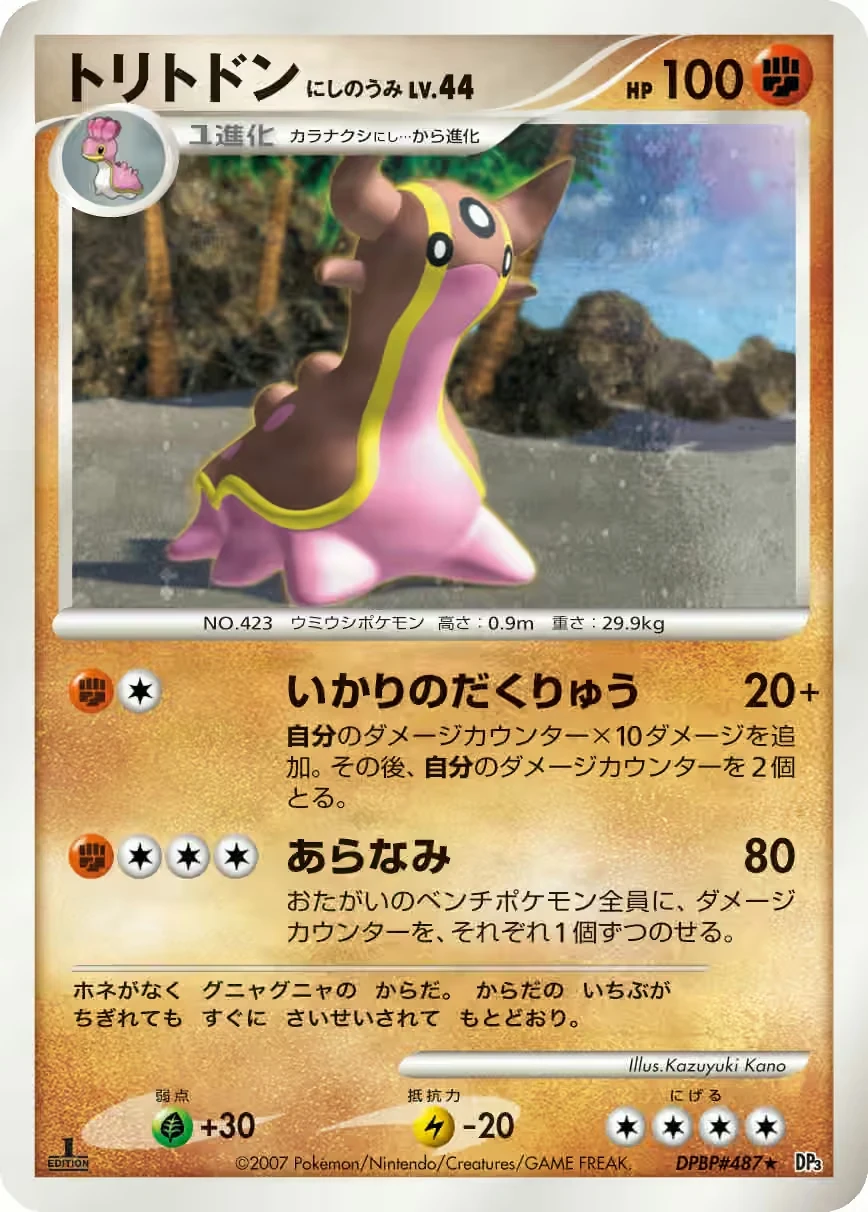 トリトドン にしのうみ LV.44 HP 100
1進化 カラナクシにし…から進化
NO.423 ウミウシポケモン 高さ:0.9m 重さ:29.9kg
いかりのだくりゅう 20+
自分のダメージカウンター×10ダメージを追
加。その後、自分のダメージカウンターを2個
とる。
あらなみ 80
おたがいのベンチポケモン全員に、ダメージ
カウンターを、それぞれ1個ずつのせる。
ホネがなく グニャグニャの からだ。 からだの いちぶが
ちぎれても すぐに さいせいされて もとどおり。
Illus.Kazuyuki Kano
弱点 +30 抵抗力 -20 にげる
1 EDITION ©2007 Pokémon/Nintendo/Creatures/GAME FREAK. DPBP#487★ DP3